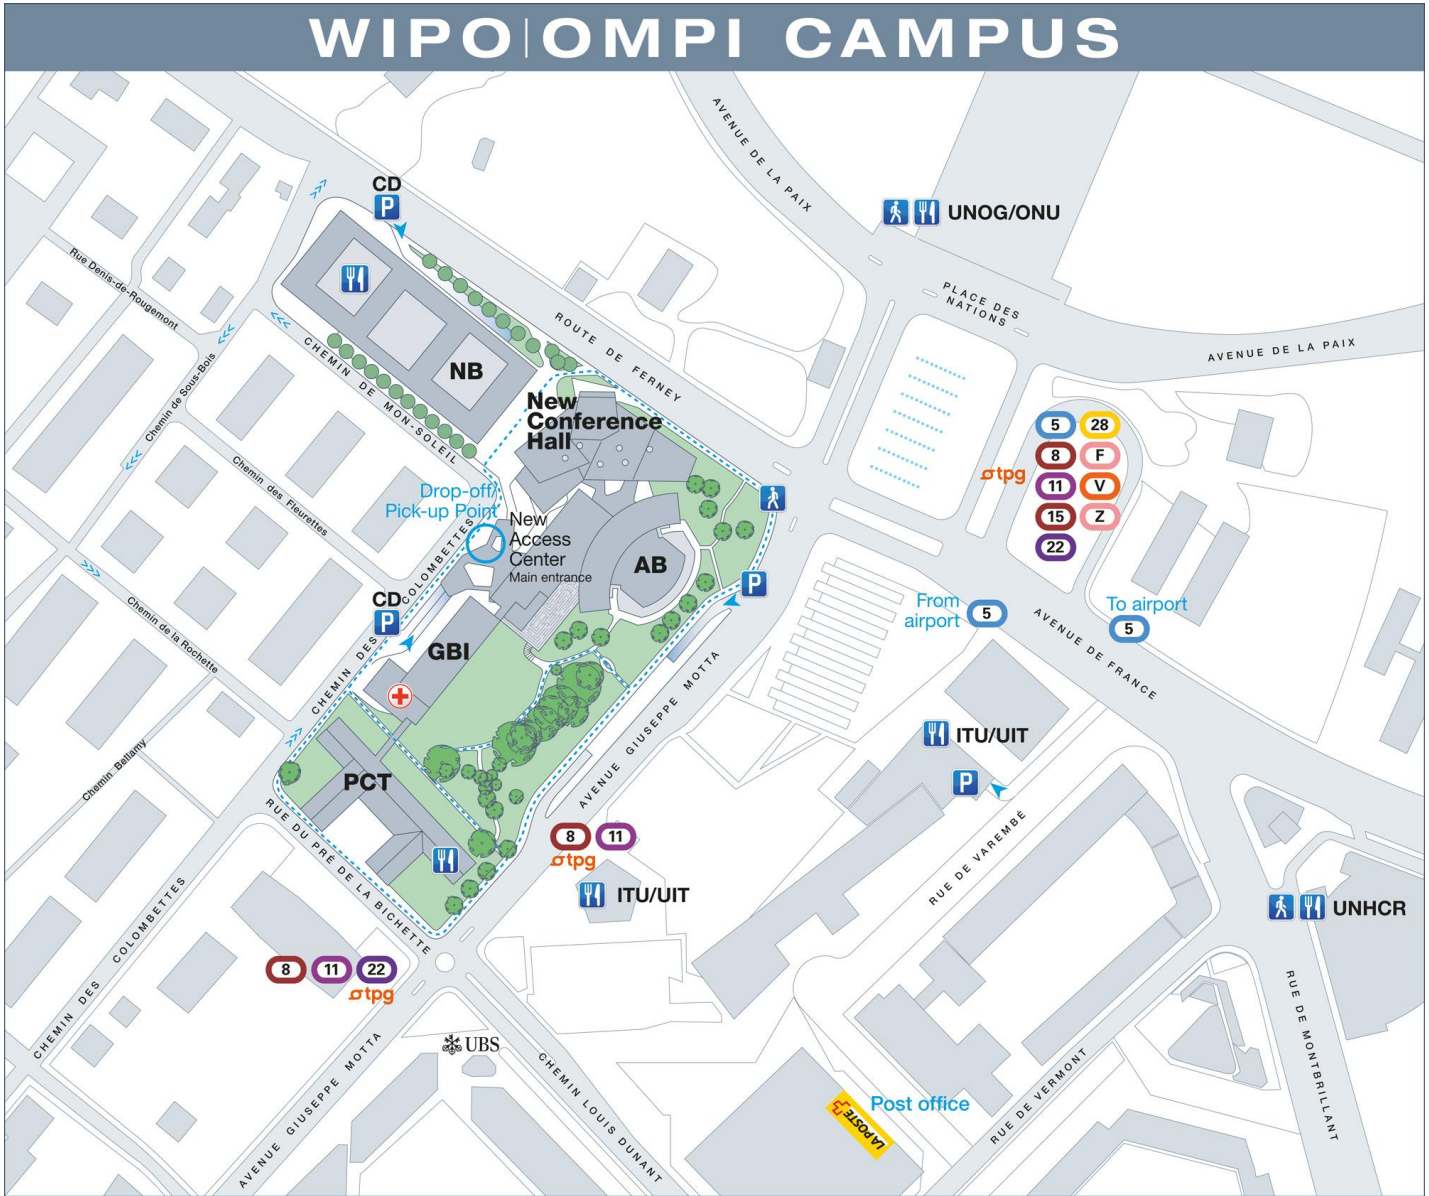 WIPO|OMPI CAMPUS
AVENUE DE LA PAIX
CD
P
UNOG/ONU
Rue Denis-de-Rougemont
PLACE DES
NATIONS
ROUTE DE FERNEY
AVENUE DE LA PAIX
CHEMIN DE MON-SOLEIL
Chemin de Sous-Bois
NB
New
Conference
Hall
5 28
8 F
11 V
15 Z
22
tpg
Chemin des Fleurettes
Drop-off/
Pick-up Point
New
Access
Center
Main entrance
AB
P
CD
P
CHEMIN DES COLOMBETTES
From
airport
5
To airport
5
Chemin de la Rochette
GBI
AVENUE DE FRANCE
AVENUE GIUSEPPE MOTTA
ITU/UIT
P
Chemin Bellamy
PCT
RUE DU PRÉ DE LA BICHETTE
8 11
tpg
ITU/UIT
RUE DE VAREMBÉ
UNHCR
CHEMIN DES COLOMBETTES
8 11 22
tpg
UBS
RUE DE MONTBRILLANT
AVENUE GIUSEPPE MOTTA
CHEMIN LOUIS DUNANT
Post office
LA POSTE
RUE DE VERMONT